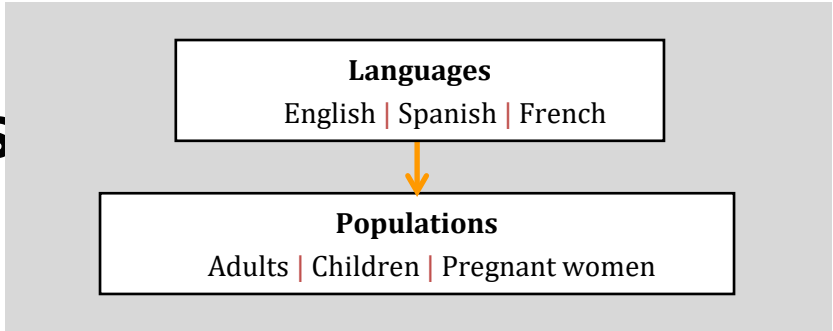 Languages
English | Spanish | French
Populations
Adults | Children | Pregnant women